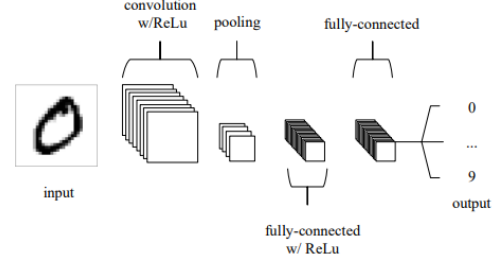 convolution
w/ReLu
pooling
fully-connected
input
0
...
9
output
fully-connected
w/ ReLu